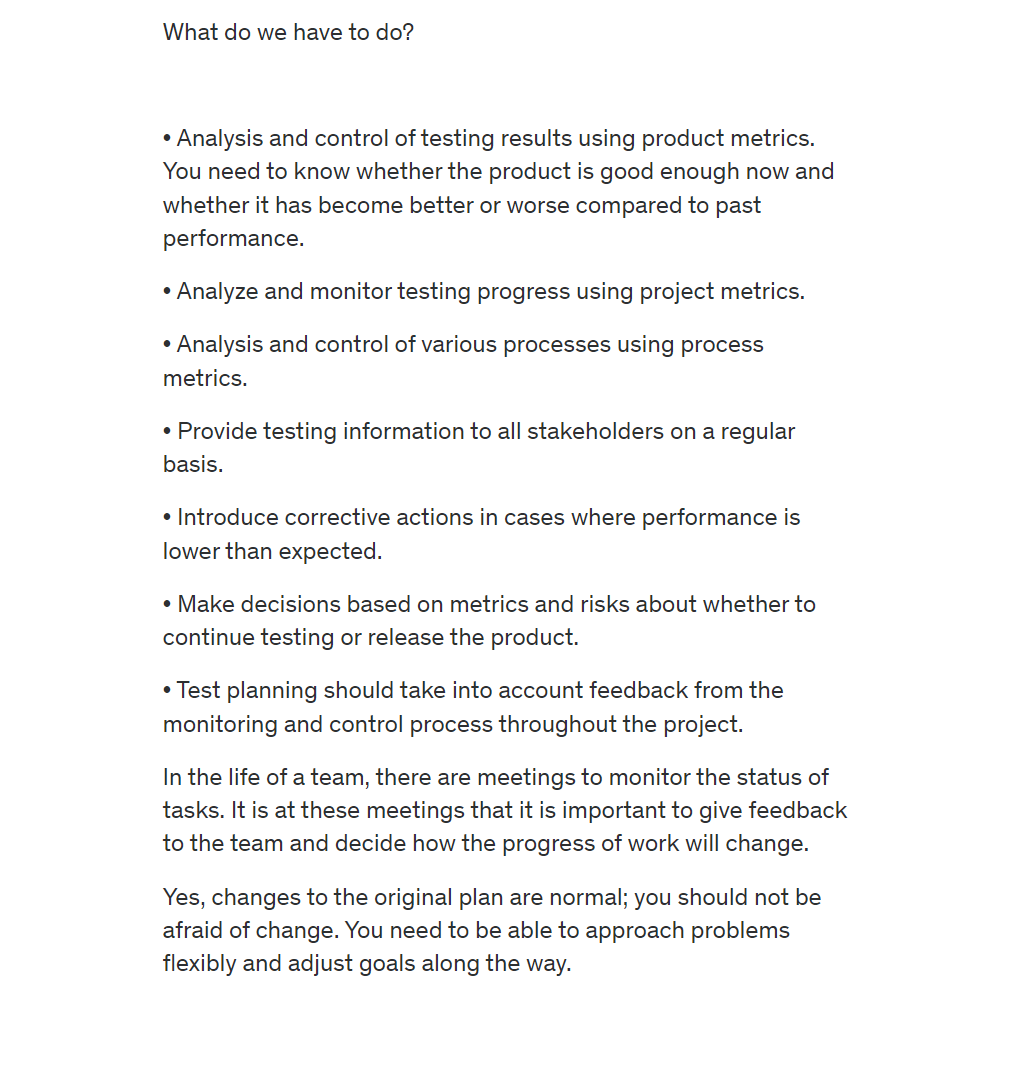 What do we have to do?
• Analysis and control of testing results using product metrics.
You need to know whether the product is good enough now and
whether it has become better or worse compared to past
performance.
• Analyze and monitor testing progress using project metrics.
• Analysis and control of various processes using process
metrics.
• Provide testing information to all stakeholders on a regular
basis.
• Introduce corrective actions in cases where performance is
lower than expected.
• Make decisions based on metrics and risks about whether to
continue testing or release the product.
• Test planning should take into account feedback from the
monitoring and control process throughout the project.
In the life of a team, there are meetings to monitor the status of
tasks. It is at these meetings that it is important to give feedback
to the team and decide how the progress of work will change.
Yes, changes to the original plan are normal; you should not be
afraid of change. You need to be able to approach problems
flexibly and adjust goals along the way.